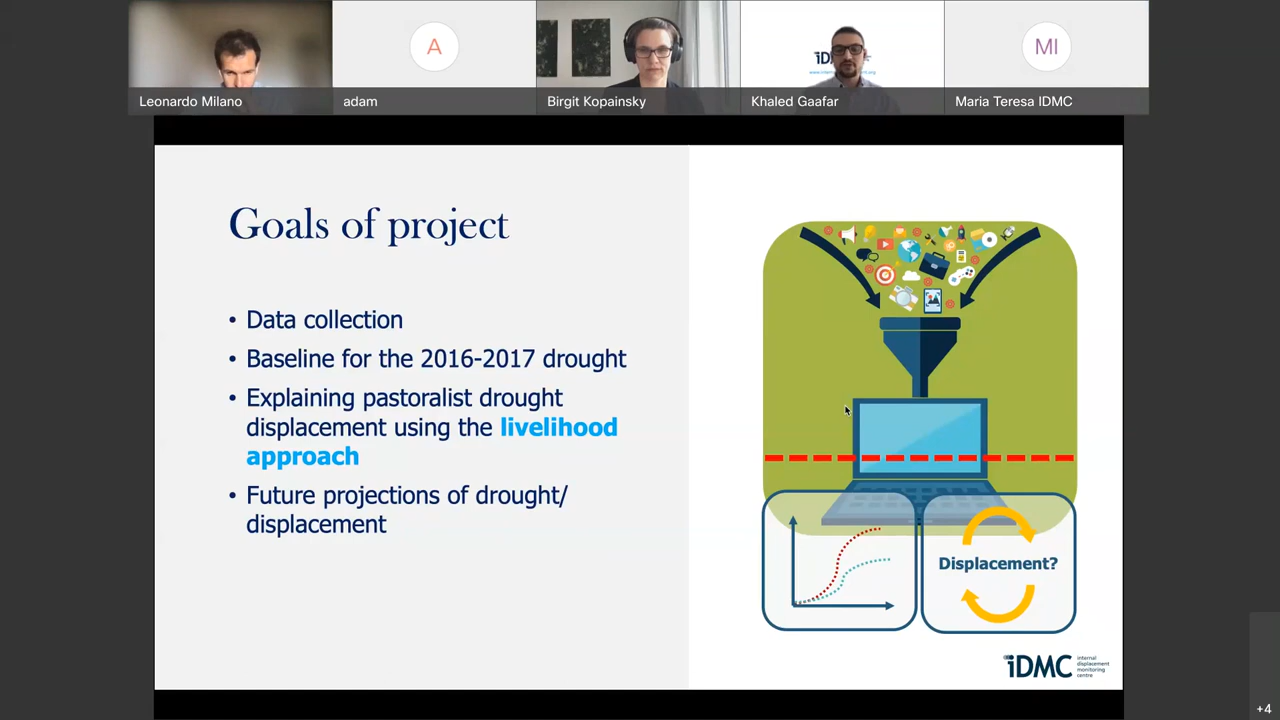 A
MI
iDMC
Leonardo Milano
adam
Birgit Kopainsky
Khaled Gaafar
Maria Teresa IDMC
Goals of project
• Data collection
• Baseline for the 2016-2017 drought
• Explaining pastoralist drought
displacement using the livelihood
approach
• Future projections of drought/
displacement
Displacement?
iDMC
internal
displacement
monitoring
centre
+4